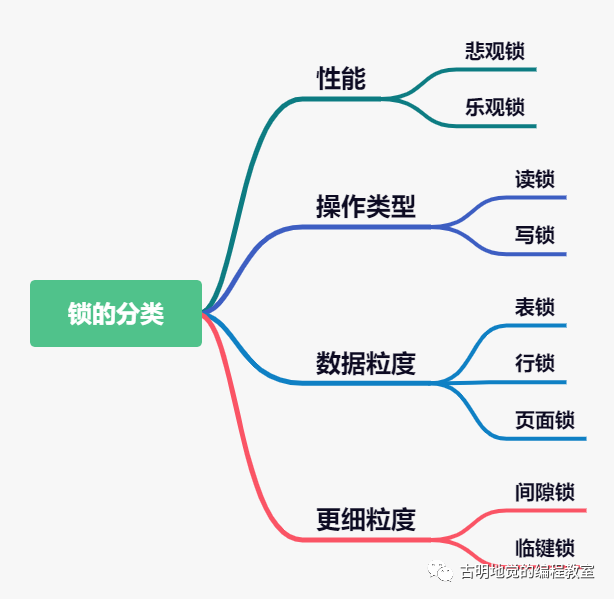 锁的分类
性能
悲观锁
乐观锁
操作类型
读锁
写锁
数据粒度
表锁
行锁
页面锁
更细粒度
间隙锁
临键锁
古明地觉的编程教室